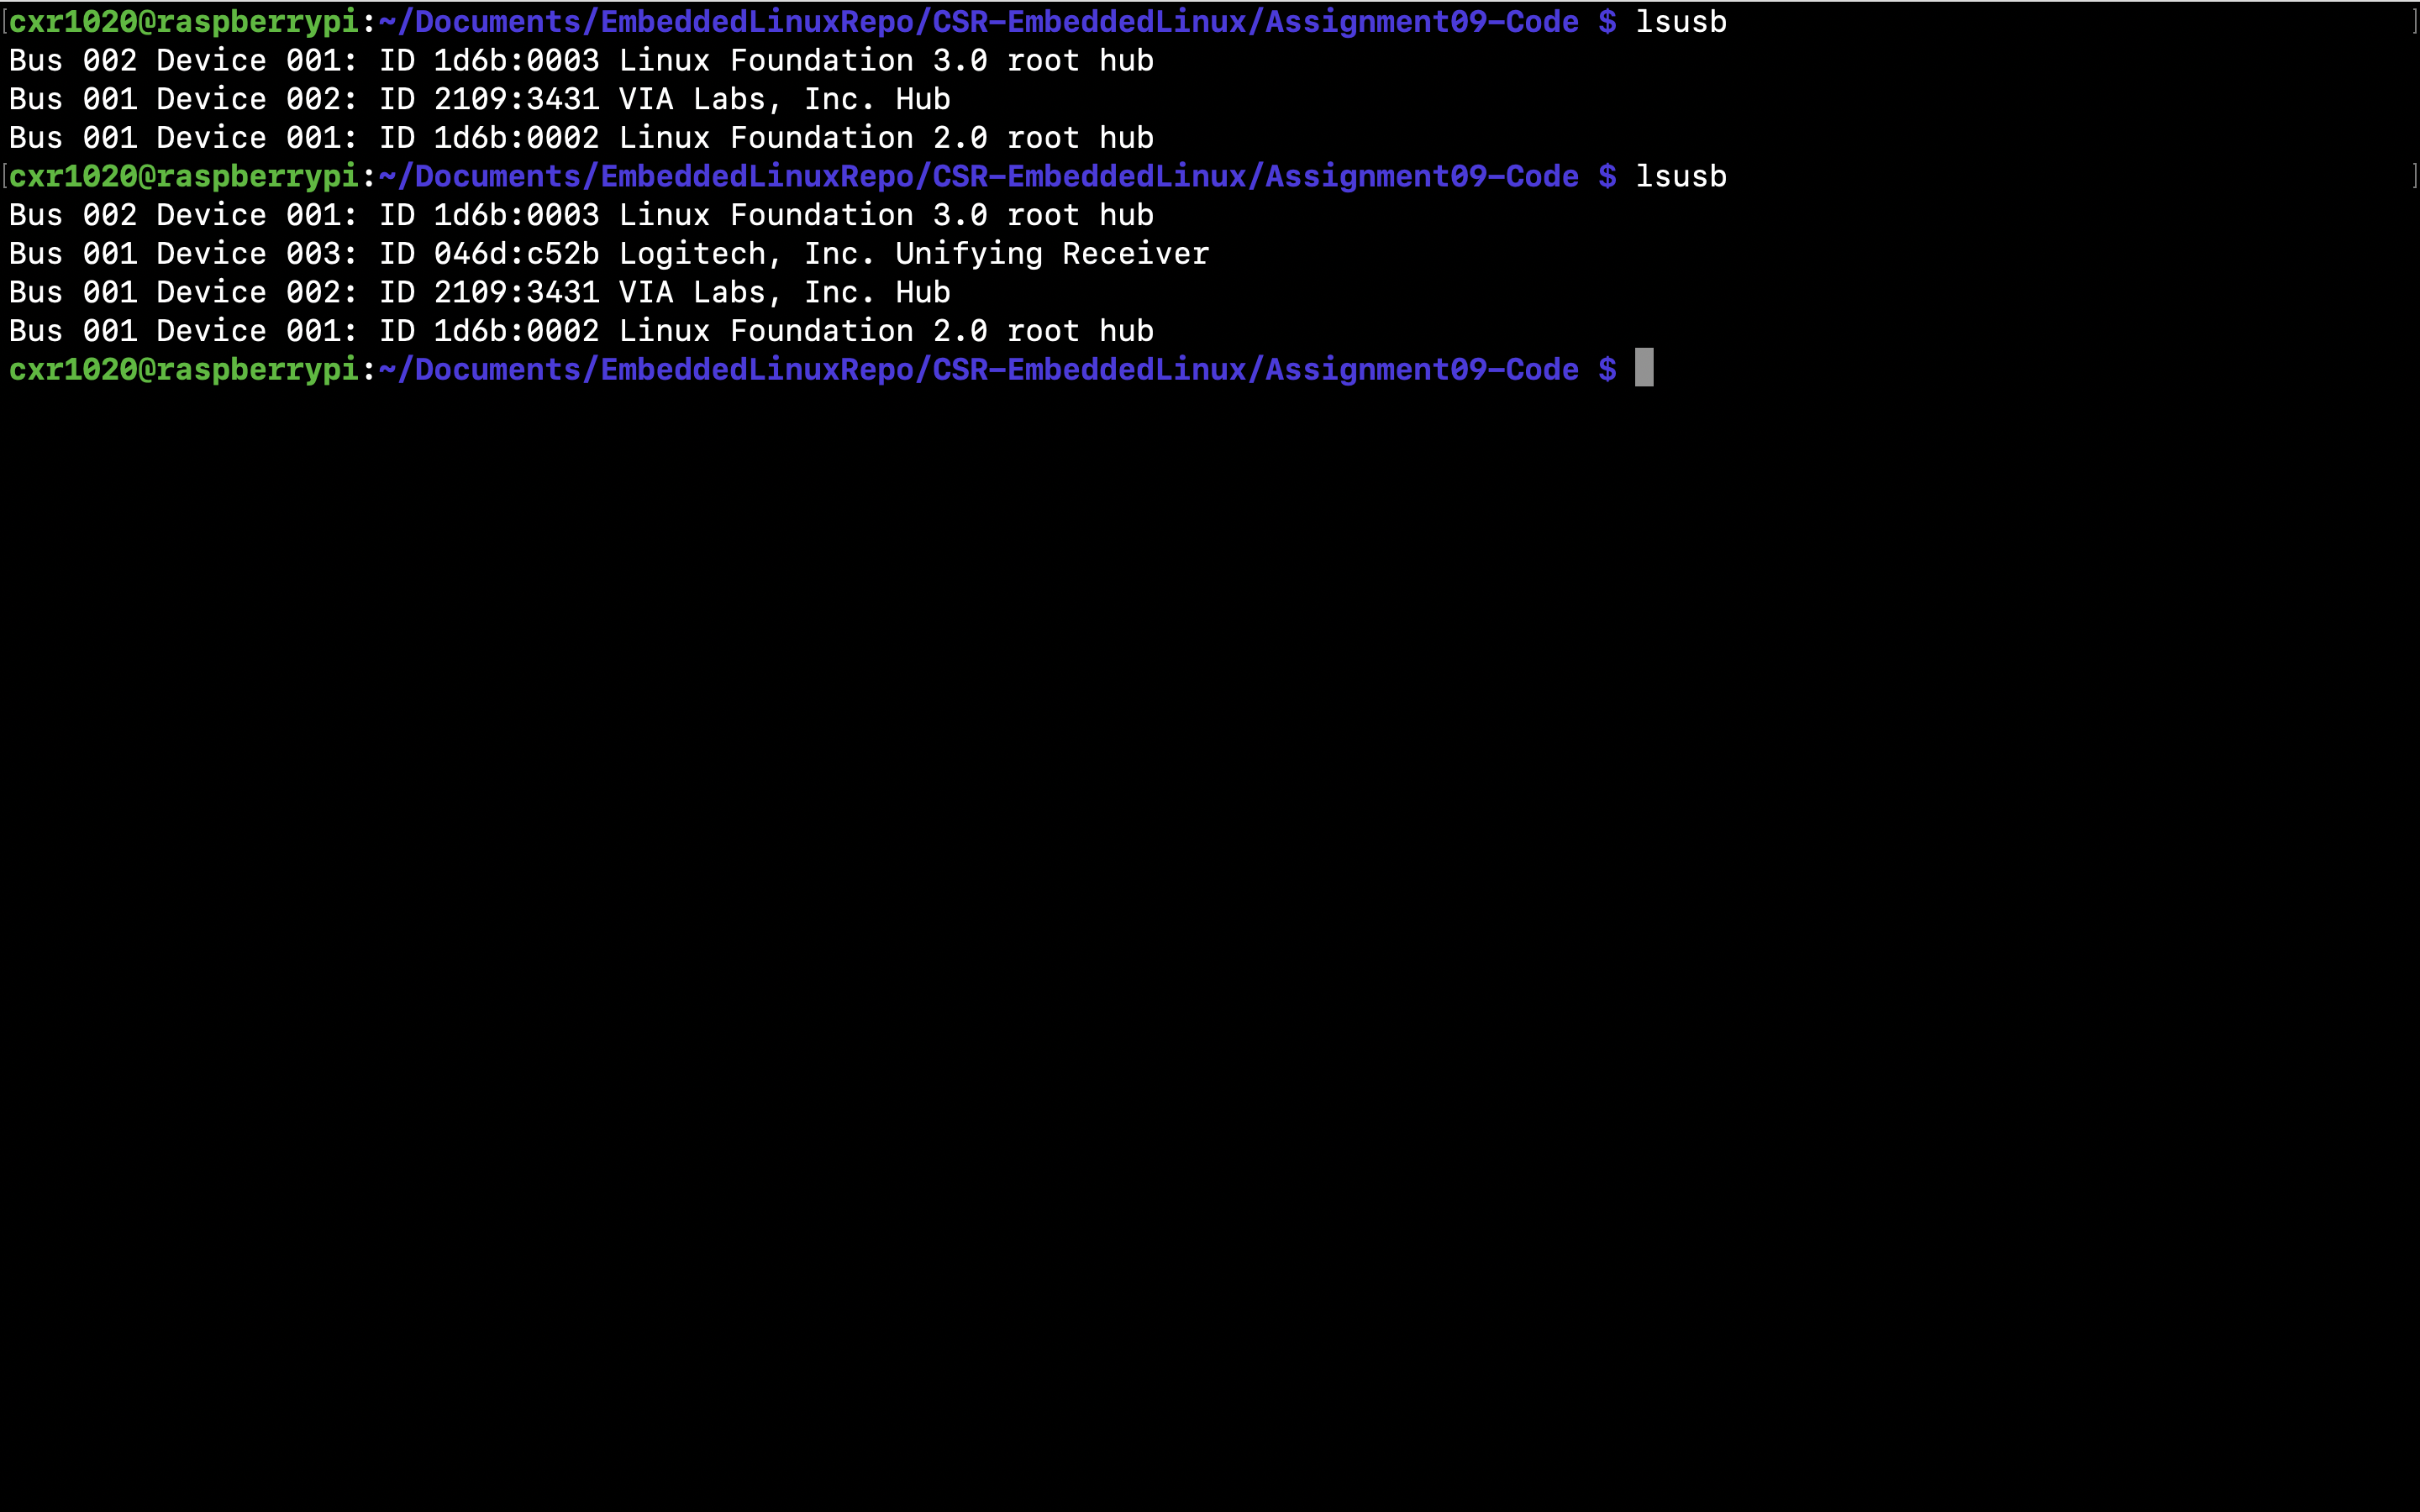 [cxr1020@raspberrypi:~/Documents/EmbeddedLinuxRepo/CSR-EmbeddedLinux/Assignment09-Code $ lsusb ]
Bus 002 Device 001: ID 1d6b:0003 Linux Foundation 3.0 root hub
Bus 001 Device 002: ID 2109:3431 VIA Labs, Inc. Hub
Bus 001 Device 001: ID 1d6b:0002 Linux Foundation 2.0 root hub
[cxr1020@raspberrypi:~/Documents/EmbeddedLinuxRepo/CSR-EmbeddedLinux/Assignment09-Code $ lsusb ]
Bus 002 Device 001: ID 1d6b:0003 Linux Foundation 3.0 root hub
Bus 001 Device 003: ID 046d:c52b Logitech, Inc. Unifying Receiver
Bus 001 Device 002: ID 2109:3431 VIA Labs, Inc. Hub
Bus 001 Device 001: ID 1d6b:0002 Linux Foundation 2.0 root hub
cxr1020@raspberrypi:~/Documents/EmbeddedLinuxRepo/CSR-EmbeddedLinux/Assignment09-Code $